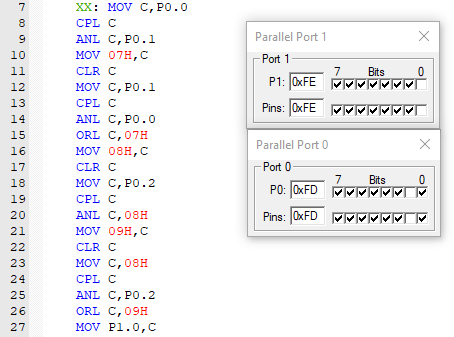 7 XX: MOV C,P0.0
8 CPL C
9 ANL C,P0.1
10 MOV 07H,C
11 CLR C
12 MOV C,P0.1
13 CPL C
14 ANL C,P0.0
15 ORL C,07H
16 MOV 08H,C
17 CLR C
18 MOV C,P0.2
19 CPL C
20 ANL C,08H
21 MOV 09H,C
22 CLR C
23 MOV C,08H
24 CPL C
25 ANL C,P0.2
26 ORL C,09H
27 MOV P1.0,C
Parallel Port 1
Port 1
7 Bits 0
P1: 0xFE
Pins: 0xFE
Parallel Port 0
Port 0
7 Bits 0
P0: 0xFD
Pins: 0xFD